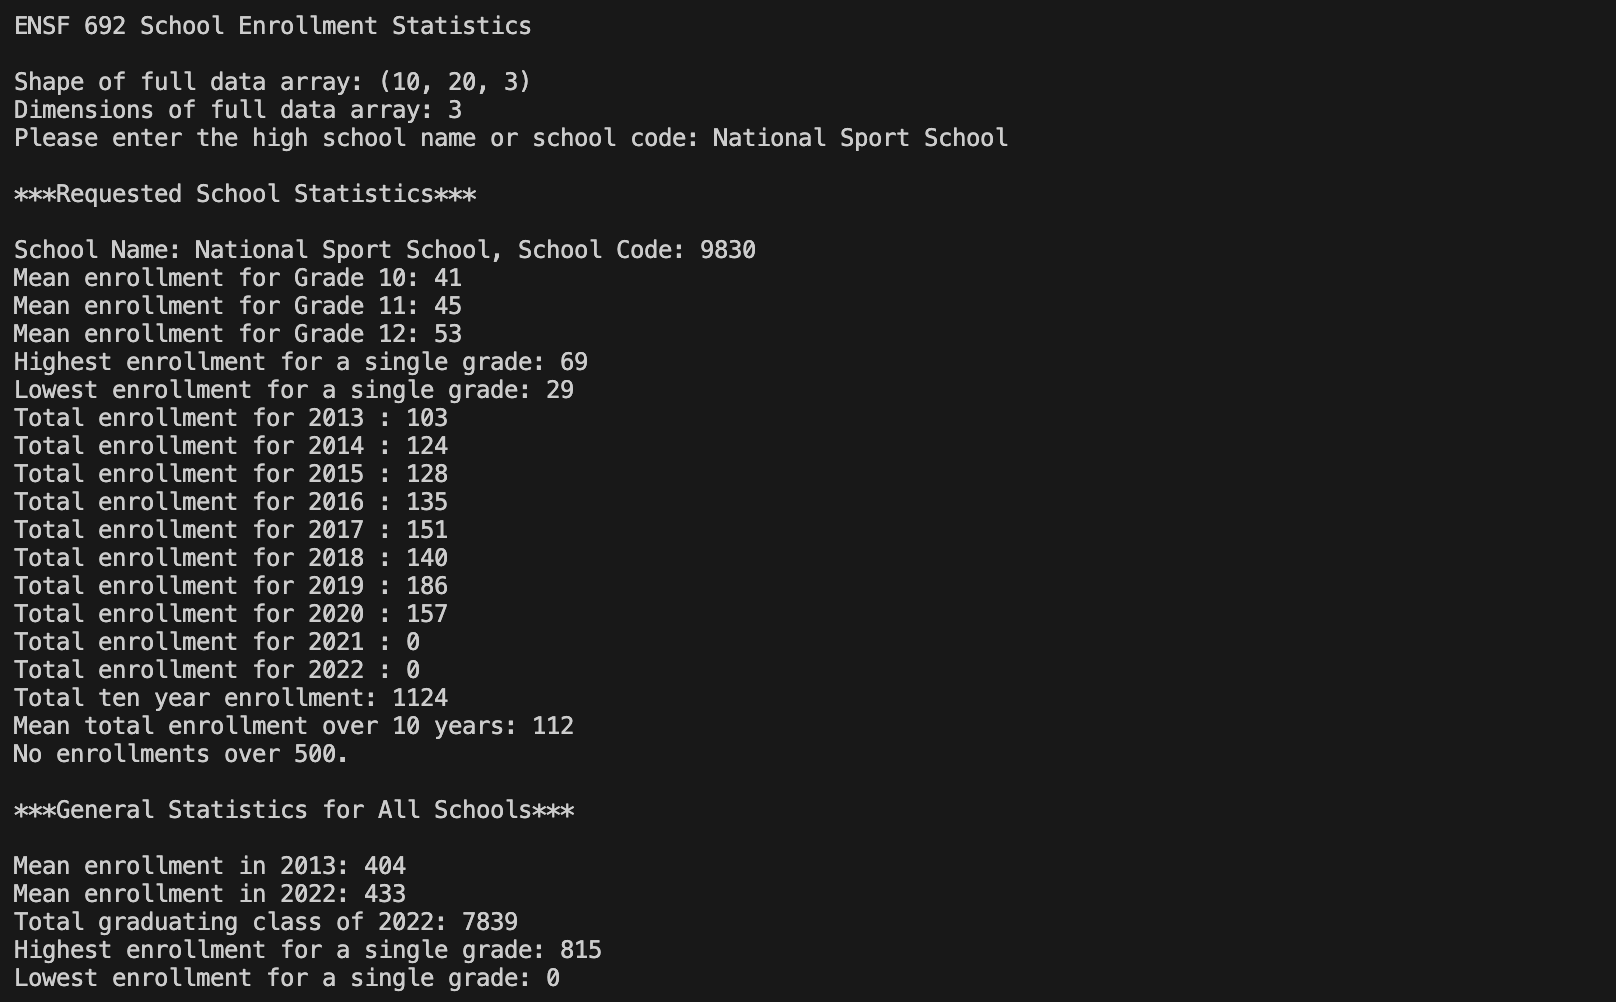 ENSF 692 School Enrollment Statistics
Shape of full data array: (10, 20, 3)
Dimensions of full data array: 3
Please enter the high school name or school code: National Sport School
***Requested School Statistics***
School Name: National Sport School, School Code: 9830
Mean enrollment for Grade 10: 41
Mean enrollment for Grade 11: 45
Mean enrollment for Grade 12: 53
Highest enrollment for a single grade: 69
Lowest enrollment for a single grade: 29
Total enrollment for 2013 : 103
Total enrollment for 2014 : 124
Total enrollment for 2015 : 128
Total enrollment for 2016 : 135
Total enrollment for 2017 : 151
Total enrollment for 2018 : 140
Total enrollment for 2019 : 186
Total enrollment for 2020 : 157
Total enrollment for 2021 : 0
Total enrollment for 2022 : 0
Total ten year enrollment: 1124
Mean total enrollment over 10 years: 112
No enrollments over 500.
***General Statistics for All Schools***
Mean enrollment in 2013: 404
Mean enrollment in 2022: 433
Total graduating class of 2022: 7839
Highest enrollment for a single grade: 815
Lowest enrollment for a single grade: 0